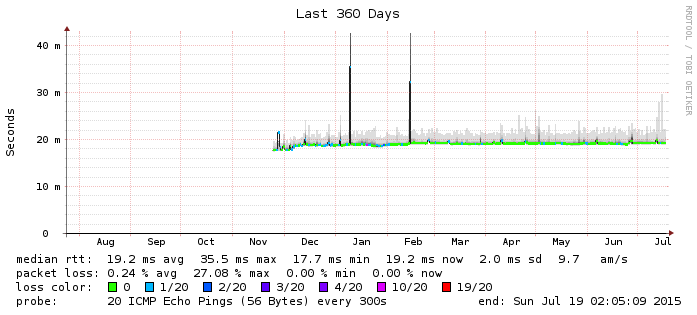 Last 360 Days
RRDTOOL / TOBI OETIKER
Seconds
40 m
30 m
20 m
10 m
0
Aug Sep Oct Nov Dec Jan Feb Mar Apr May Jun Jul
median rtt: 19.2 ms avg 35.5 ms max 17.7 ms min 19.2 ms now 2.0 ms sd 9.7 am/s
packet loss: 0.24 % avg 27.08 % max 0.00 % min 0.00 % now
loss color: 0 1/20 2/20 3/20 4/20 10/20 19/20
probe: 20 ICMP Echo Pings (56 Bytes) every 300s end: Sun Jul 19 02:05:09 2015